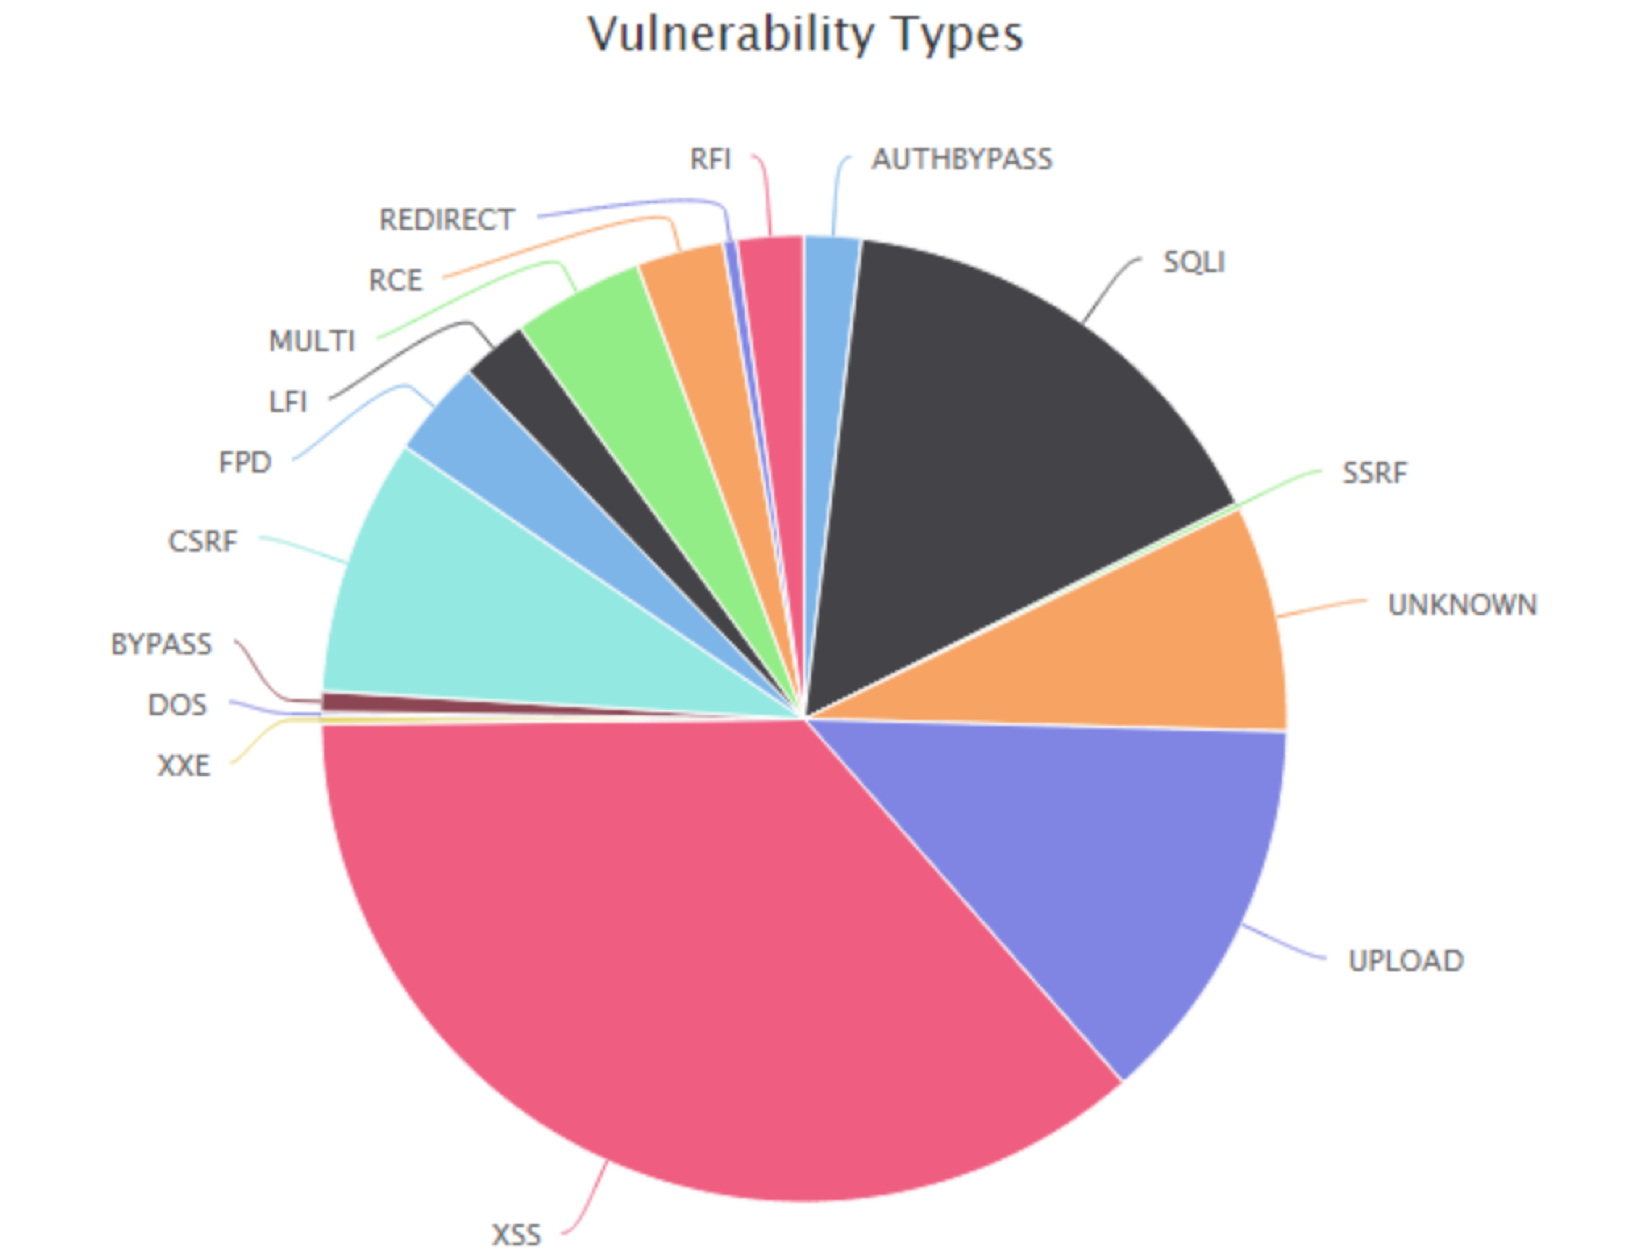 Vulnerability Types
RFI
AUTHBYPASS
REDIRECT
SQLI
RCE
MULTI
LFI
FPD
SSRF
CSRF
UNKNOWN
BYPASS
DOS
XXE
UPLOAD
XSS